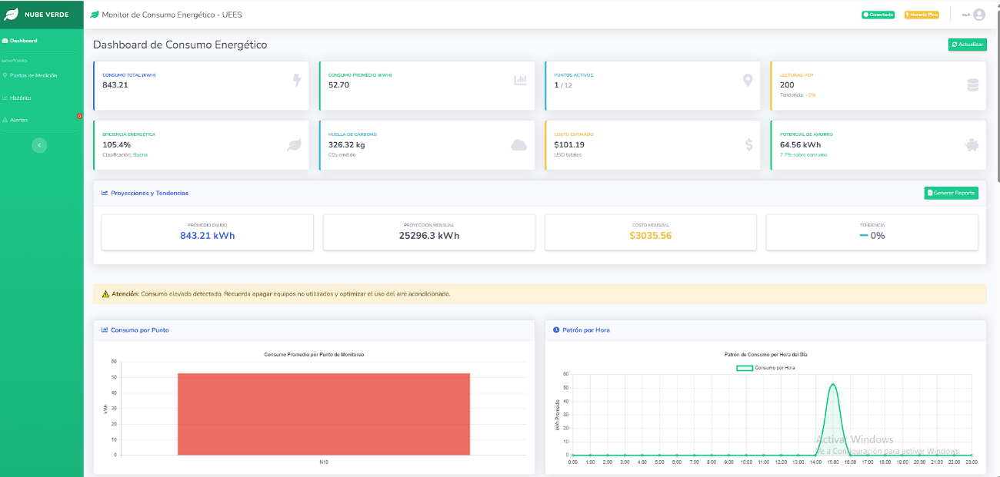 NUBE VERDE
Monitor de Consumo Energético - UEES
Conectado
Horario Pico
exit
Dashboard
MONITOREO
Puntos de Medición
Histórico
Alertas
0
Dashboard de Consumo Energético
Actualizar
CONSUMO TOTAL (KWH)
843.21
CONSUMO PROMEDIO (KWH)
52.70
PUNTOS ACTIVOS
1 / 12
LECTURAS HOY
200
Tendencia: +0%
EFICIENCIA ENERGÉTICA
105.4%
Clasificación: Buena
HUELLA DE CARBONO
326.32 kg
CO₂ emitido
COSTO ESTIMADO
$101.19
USD totales
POTENCIAL DE AHORRO
64.56 kWh
7.7% sobre consumo
Proyecciones y Tendencias
Generar Reporte
PROMEDIO DIARIO
843.21 kWh
PROYECCIÓN MENSUAL
25296.3 kWh
COSTO MENSUAL
$3035.56
TENDENCIA
0%
Atención: Consumo elevado detectado. Recuerda apagar equipos no utilizados y optimizar el uso del aire acondicionado.
Consumo por Punto
Consumo Promedio por Punto de Monitoreo
60
50
40
30
20
10
0
kWh
N10
Patrón por Hora
Patrón de Consumo por Hora del Día
Consumo por Hora
60
50
40
30
20
10
0
kWh Promedio
0:00 1:00 2:00 3:00 4:00 5:00 6:00 7:00 8:00 9:00 10:00 11:00 12:00 13:00 14:00 15:00 16:00 17:00 18:00 19:00 20:00 21:00 22:00 23:00
Activar Windows
Ve a Configuración para activar Windows.